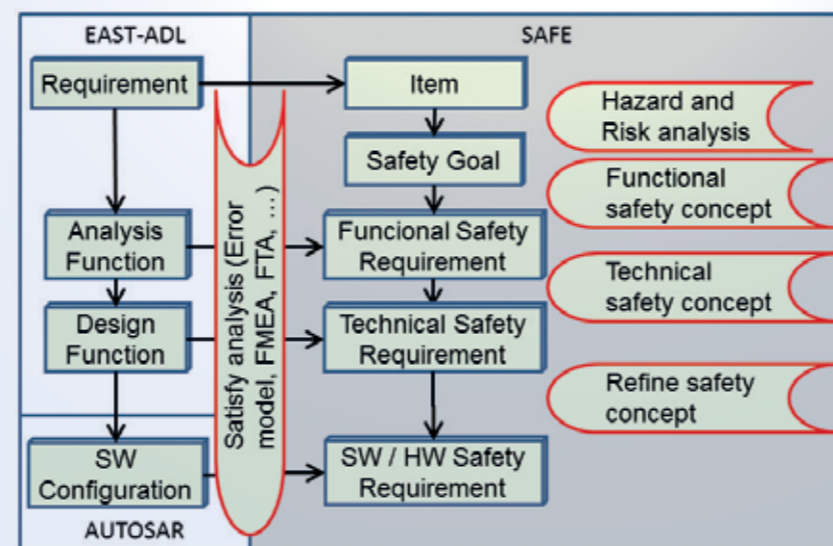 EAST-ADL
SAFE
Requirement
Item
Hazard and
Risk analysis
Safety Goal
Functional
safety concept
Analysis
Function
Funcional Safety
Requirement
Technical
safety concept
Design
Function
Technical Safety
Requirement
Satisfy analysis (Error
model, FMEA, FTA, …)
Refine safety
concept
SW
Configuration
SW / HW Safety
Requirement
AUTOSAR